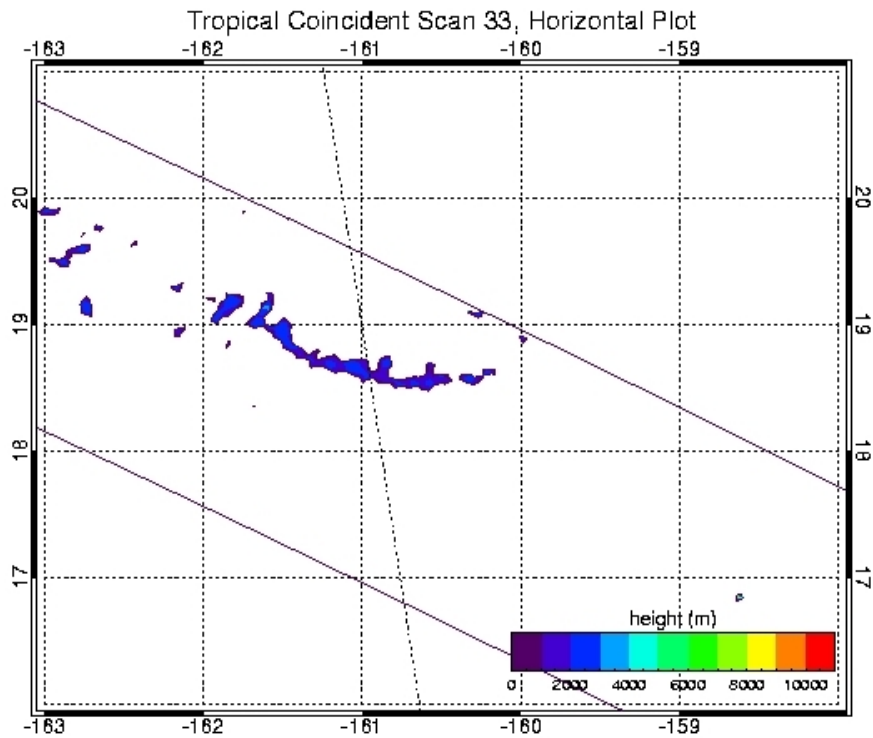 Tropical Coincident Scan 33, Horizontal Plot
-163 -162 -161 -160 -159
20 20
19 19
18 18
17 17
height (m)
0 2000 4000 6000 8000 10000
-163 -162 -161 -160 -159